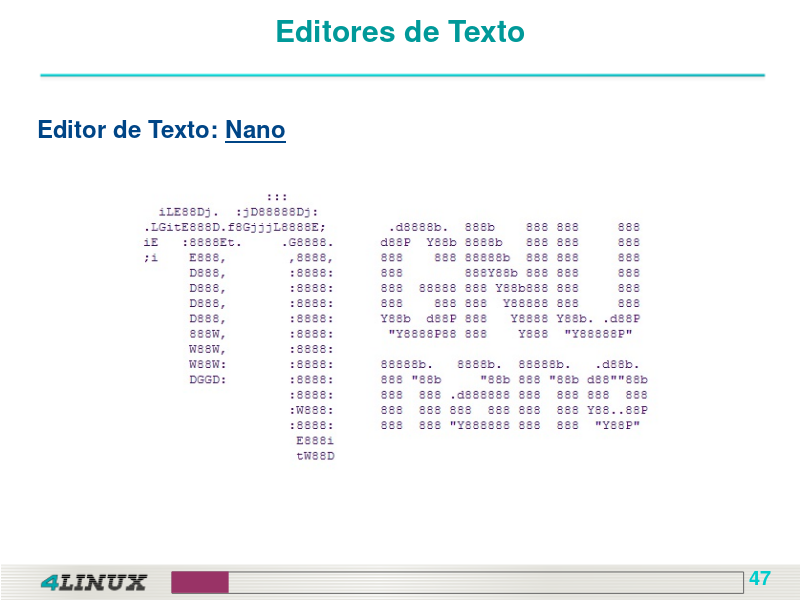 Editores de Texto
Editor de Texto: Nano
:::
iLE88Dj. :jD88888Dj:
.LGitE888D.f8GjjjL8888E; .d8888b. 888b 888 888 888
iE :8888Et. .G8888. d88P Y88b 8888b 888 888 888
;i E888, ,8888, 888 888 88888b 888 888 888
D888, :8888: 888 888Y88b 888 888 888
D888, :8888: 888 88888 888 Y88b888 888 888
D888, :8888: 888 888 888 Y88888 888 888
D888, :8888: Y88b d88P 888 Y8888 Y88b. .d88P
888W, :8888: "Y8888P88 888 Y888 "Y88888P"
W88W, :8888:
W88W: :8888: 88888b. 8888b. 88888b. .d88b.
DGGD: :8888: 888 "88b "88b 888 "88b d88""88b
:8888: 888 888 .d888888 888 888 888 888
:W888: 888 888 888 888 888 888 Y88..88P
:8888: 888 888 "Y888888 888 888 "Y88P"
E888i
tW88D
4LINUX
47